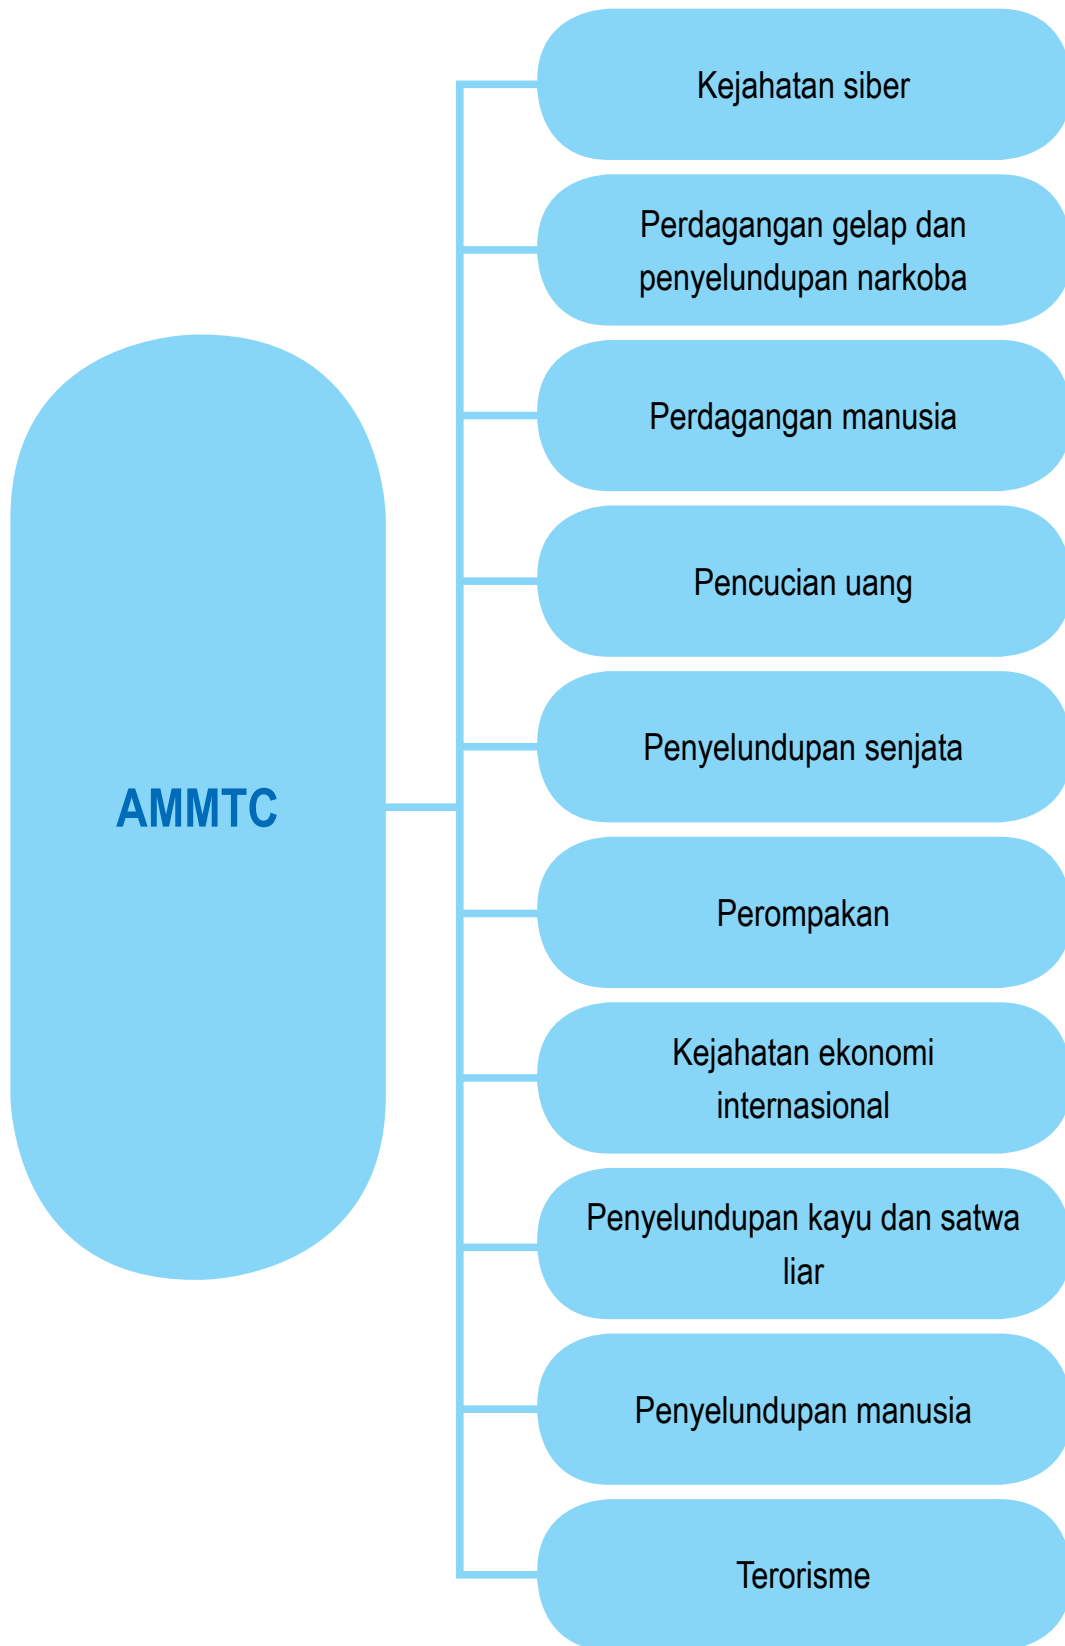 AMMTC
Kejahatan siber
Perdagangan gelap dan
penyelundupan narkoba
Perdagangan manusia
Pencucian uang
Penyelundupan senjata
Perompakan
Kejahatan ekonomi
internasional
Penyelundupan kayu dan satwa
liar
Penyelundupan manusia
Terorisme